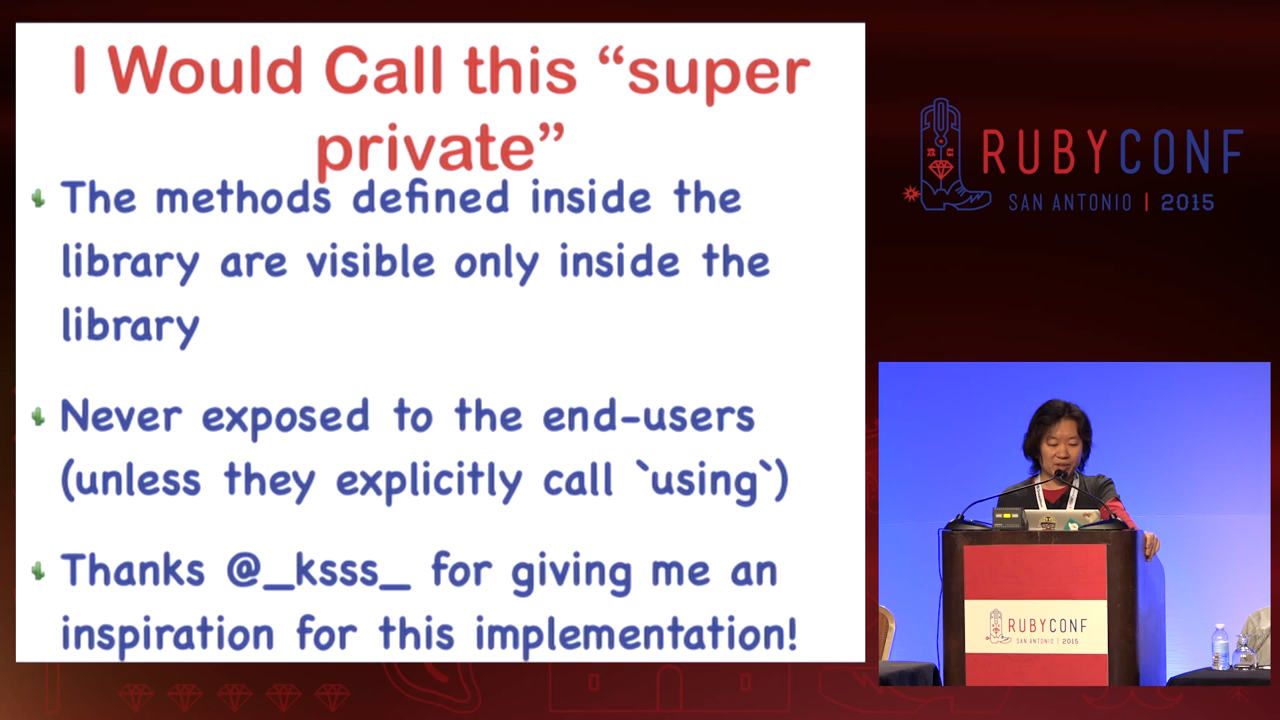 I Would Call this “super
private”
The methods defined inside the
library are visible only inside the
library
Never exposed to the end-users
(unless they explicitly call `using`)
Thanks @_ksss_ for giving me an
inspiration for this implementation!
RUBYCONF
SAN ANTONIO | 2015
RUBYCONF
SAN ANTONIO | 2015